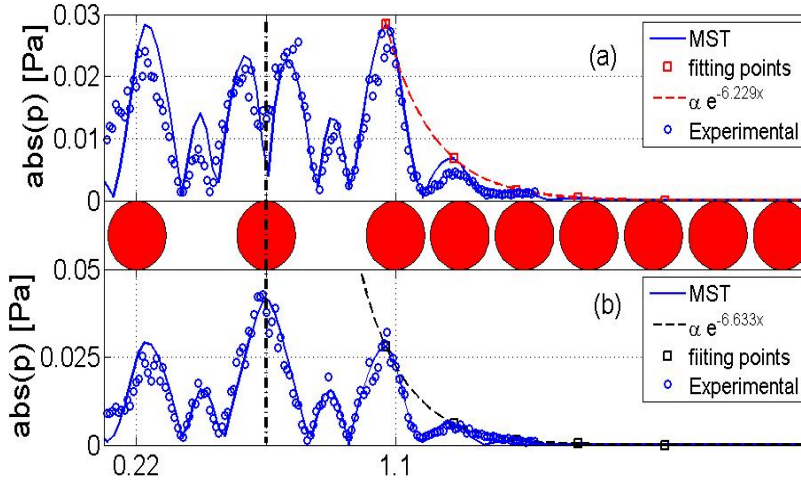 0.03
0.02
0.01
0
abs(p) [Pa]
(a)
MST
fitting points
α e^-6.229x
Experimental
0.05
0.025
0
abs(p) [Pa]
(b)
MST
α e^-6.633x
fiiting points
Experimental
0.22
1.1